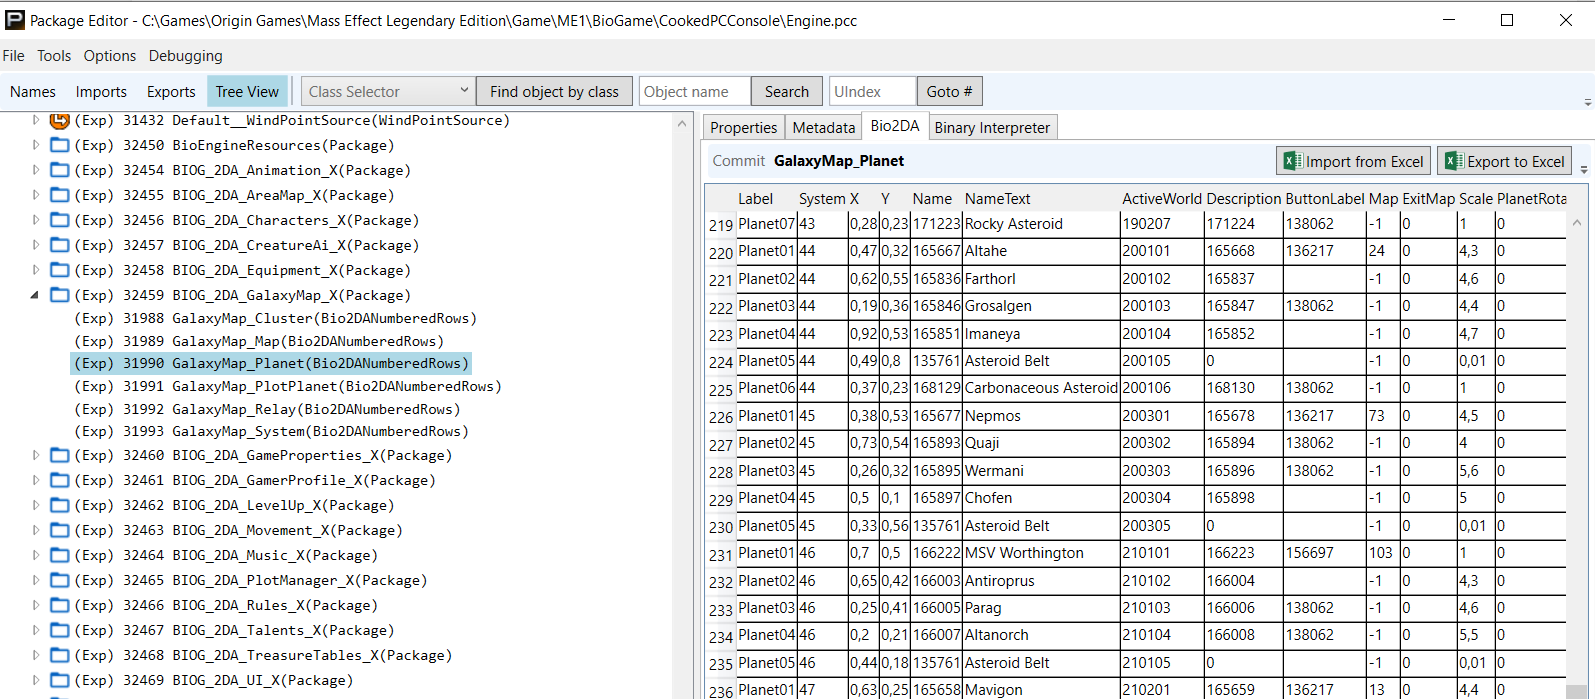 Package Editor - C:\Games\Origin Games\Mass Effect Legendary Edition\Game\ME1\BioGame\CookedPCConsole\Engine.pcc
File Tools Options Debugging
Names Imports Exports Tree View Class Selector Find object by class Object name Search UIndex Goto #
(Exp) 31432 Default__WindPointSource(WindPointSource)
(Exp) 32450 BioEngineResources(Package)
(Exp) 32454 BIOG_2DA_Animation_X(Package)
(Exp) 32455 BIOG_2DA_AreaMap_X(Package)
(Exp) 32456 BIOG_2DA_Characters_X(Package)
(Exp) 32457 BIOG_2DA_CreatureAi_X(Package)
(Exp) 32458 BIOG_2DA_Equipment_X(Package)
(Exp) 32459 BIOG_2DA_GalaxyMap_X(Package)
(Exp) 31988 GalaxyMap_Cluster(Bio2DANumberedRows)
(Exp) 31989 GalaxyMap_Map(Bio2DANumberedRows)
(Exp) 31990 GalaxyMap_Planet(Bio2DANumberedRows)
(Exp) 31991 GalaxyMap_PlotPlanet(Bio2DANumberedRows)
(Exp) 31992 GalaxyMap_Relay(Bio2DANumberedRows)
(Exp) 31993 GalaxyMap_System(Bio2DANumberedRows)
(Exp) 32460 BIOG_2DA_GameProperties_X(Package)
(Exp) 32461 BIOG_2DA_GamerProfile_X(Package)
(Exp) 32462 BIOG_2DA_LevelUp_X(Package)
(Exp) 32463 BIOG_2DA_Movement_X(Package)
(Exp) 32464 BIOG_2DA_Music_X(Package)
(Exp) 32465 BIOG_2DA_PlotManager_X(Package)
(Exp) 32466 BIOG_2DA_Rules_X(Package)
(Exp) 32467 BIOG_2DA_Talents_X(Package)
(Exp) 32468 BIOG_2DA_TreasureTables_X(Package)
(Exp) 32469 BIOG_2DA_UI_X(Package)
Properties Metadata Bio2DA Binary Interpreter
Commit GalaxyMap_Planet Import from Excel Export to Excel
Label System X Y Name NameText ActiveWorld Description ButtonLabel Map ExitMap Scale PlanetRota
219 Planet07 43 0,28 0,23 171223 Rocky Asteroid 190207 171224 138062 -1 0 1 0
220 Planet01 44 0,47 0,32 165667 Altahe 200101 165668 136217 24 0 4,3 0
221 Planet02 44 0,62 0,55 165836 Farthorl 200102 165837 -1 0 4,6 0
222 Planet03 44 0,19 0,36 165846 Grosalgen 200103 165847 138062 -1 0 4,4 0
223 Planet04 44 0,92 0,53 165851 Imaneya 200104 165852 -1 0 4,7 0
224 Planet05 44 0,49 0,8 135761 Asteroid Belt 200105 0 -1 0 0,01 0
225 Planet06 44 0,37 0,23 168129 Carbonaceous Asteroid 200106 168130 138062 -1 0 1 0
226 Planet01 45 0,38 0,53 165677 Nepmos 200301 165678 136217 73 0 4,5 0
227 Planet02 45 0,73 0,54 165893 Quaji 200302 165894 138062 -1 0 4 0
228 Planet03 45 0,26 0,32 165895 Wermani 200303 165896 138062 -1 0 5,6 0
229 Planet04 45 0,5 0,1 165897 Chofen 200304 165898 -1 0 5 0
230 Planet05 45 0,33 0,56 135761 Asteroid Belt 200305 0 -1 0 0,01 0
231 Planet01 46 0,7 0,5 166222 MSV Worthington 210101 166223 156697 103 0 1 0
232 Planet02 46 0,65 0,42 166003 Antiroprus 210102 166004 -1 0 4,3 0
233 Planet03 46 0,25 0,41 166005 Parag 210103 166006 138062 -1 0 4,6 0
234 Planet04 46 0,2 0,21 166007 Altanorch 210104 166008 138062 -1 0 5,5 0
235 Planet05 46 0,44 0,18 135761 Asteroid Belt 210105 0 -1 0 0,01 0
236 Planet01 47 0,63 0,25 165658 Mavigon 210201 165659 136217 13 0 4,4 0